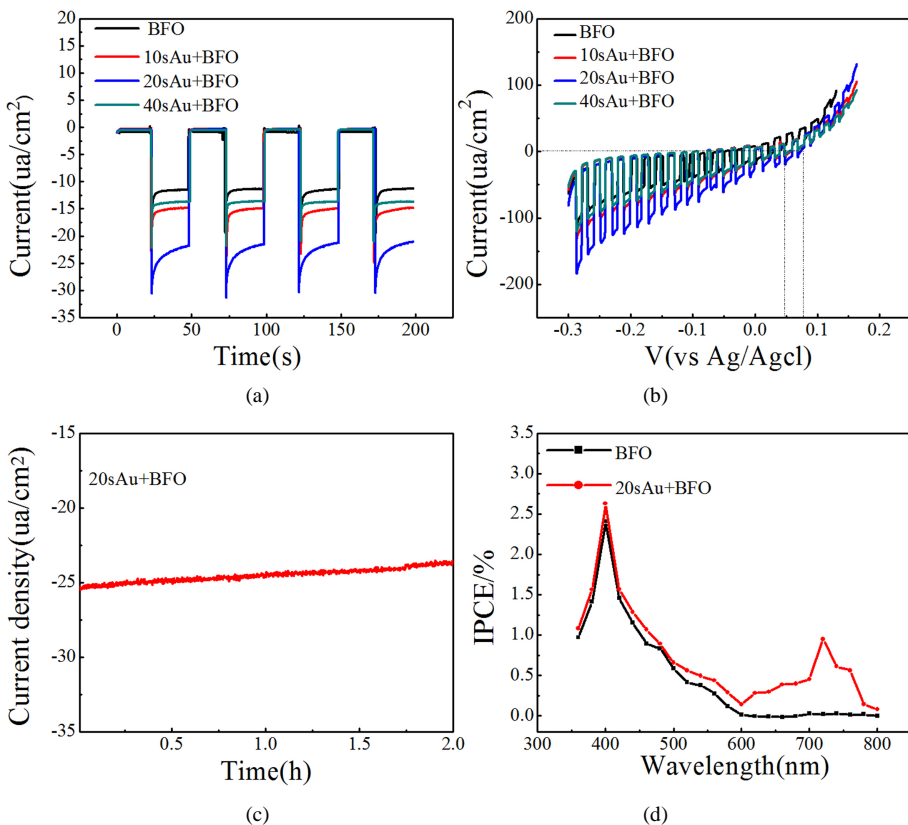 BFO
10sAu+BFO
20sAu+BFO
40sAu+BFO
20
15
10
5
0
-5
-10
-15
-20
-25
-30
-35
0
50
100
150
200
Current(ua/cm²)
Time(s)
(a)
BFO
10sAu+BFO
20sAu+BFO
40sAu+BFO
200
100
0
-100
-200
-0.3
-0.2
-0.1
0.0
0.1
0.2
Current(ua/cm²)
V(vs Ag/Agcl)
(b)
20sAu+BFO
-15
-20
-25
-30
-35
0.5
1.0
1.5
2.0
Current density(ua/cm²)
Time(h)
(c)
BFO
20sAu+BFO
3.5
3.0
2.5
2.0
1.5
1.0
0.5
0.0
300
400
500
600
700
800
IPCE/%
Wavelength(nm)
(d)